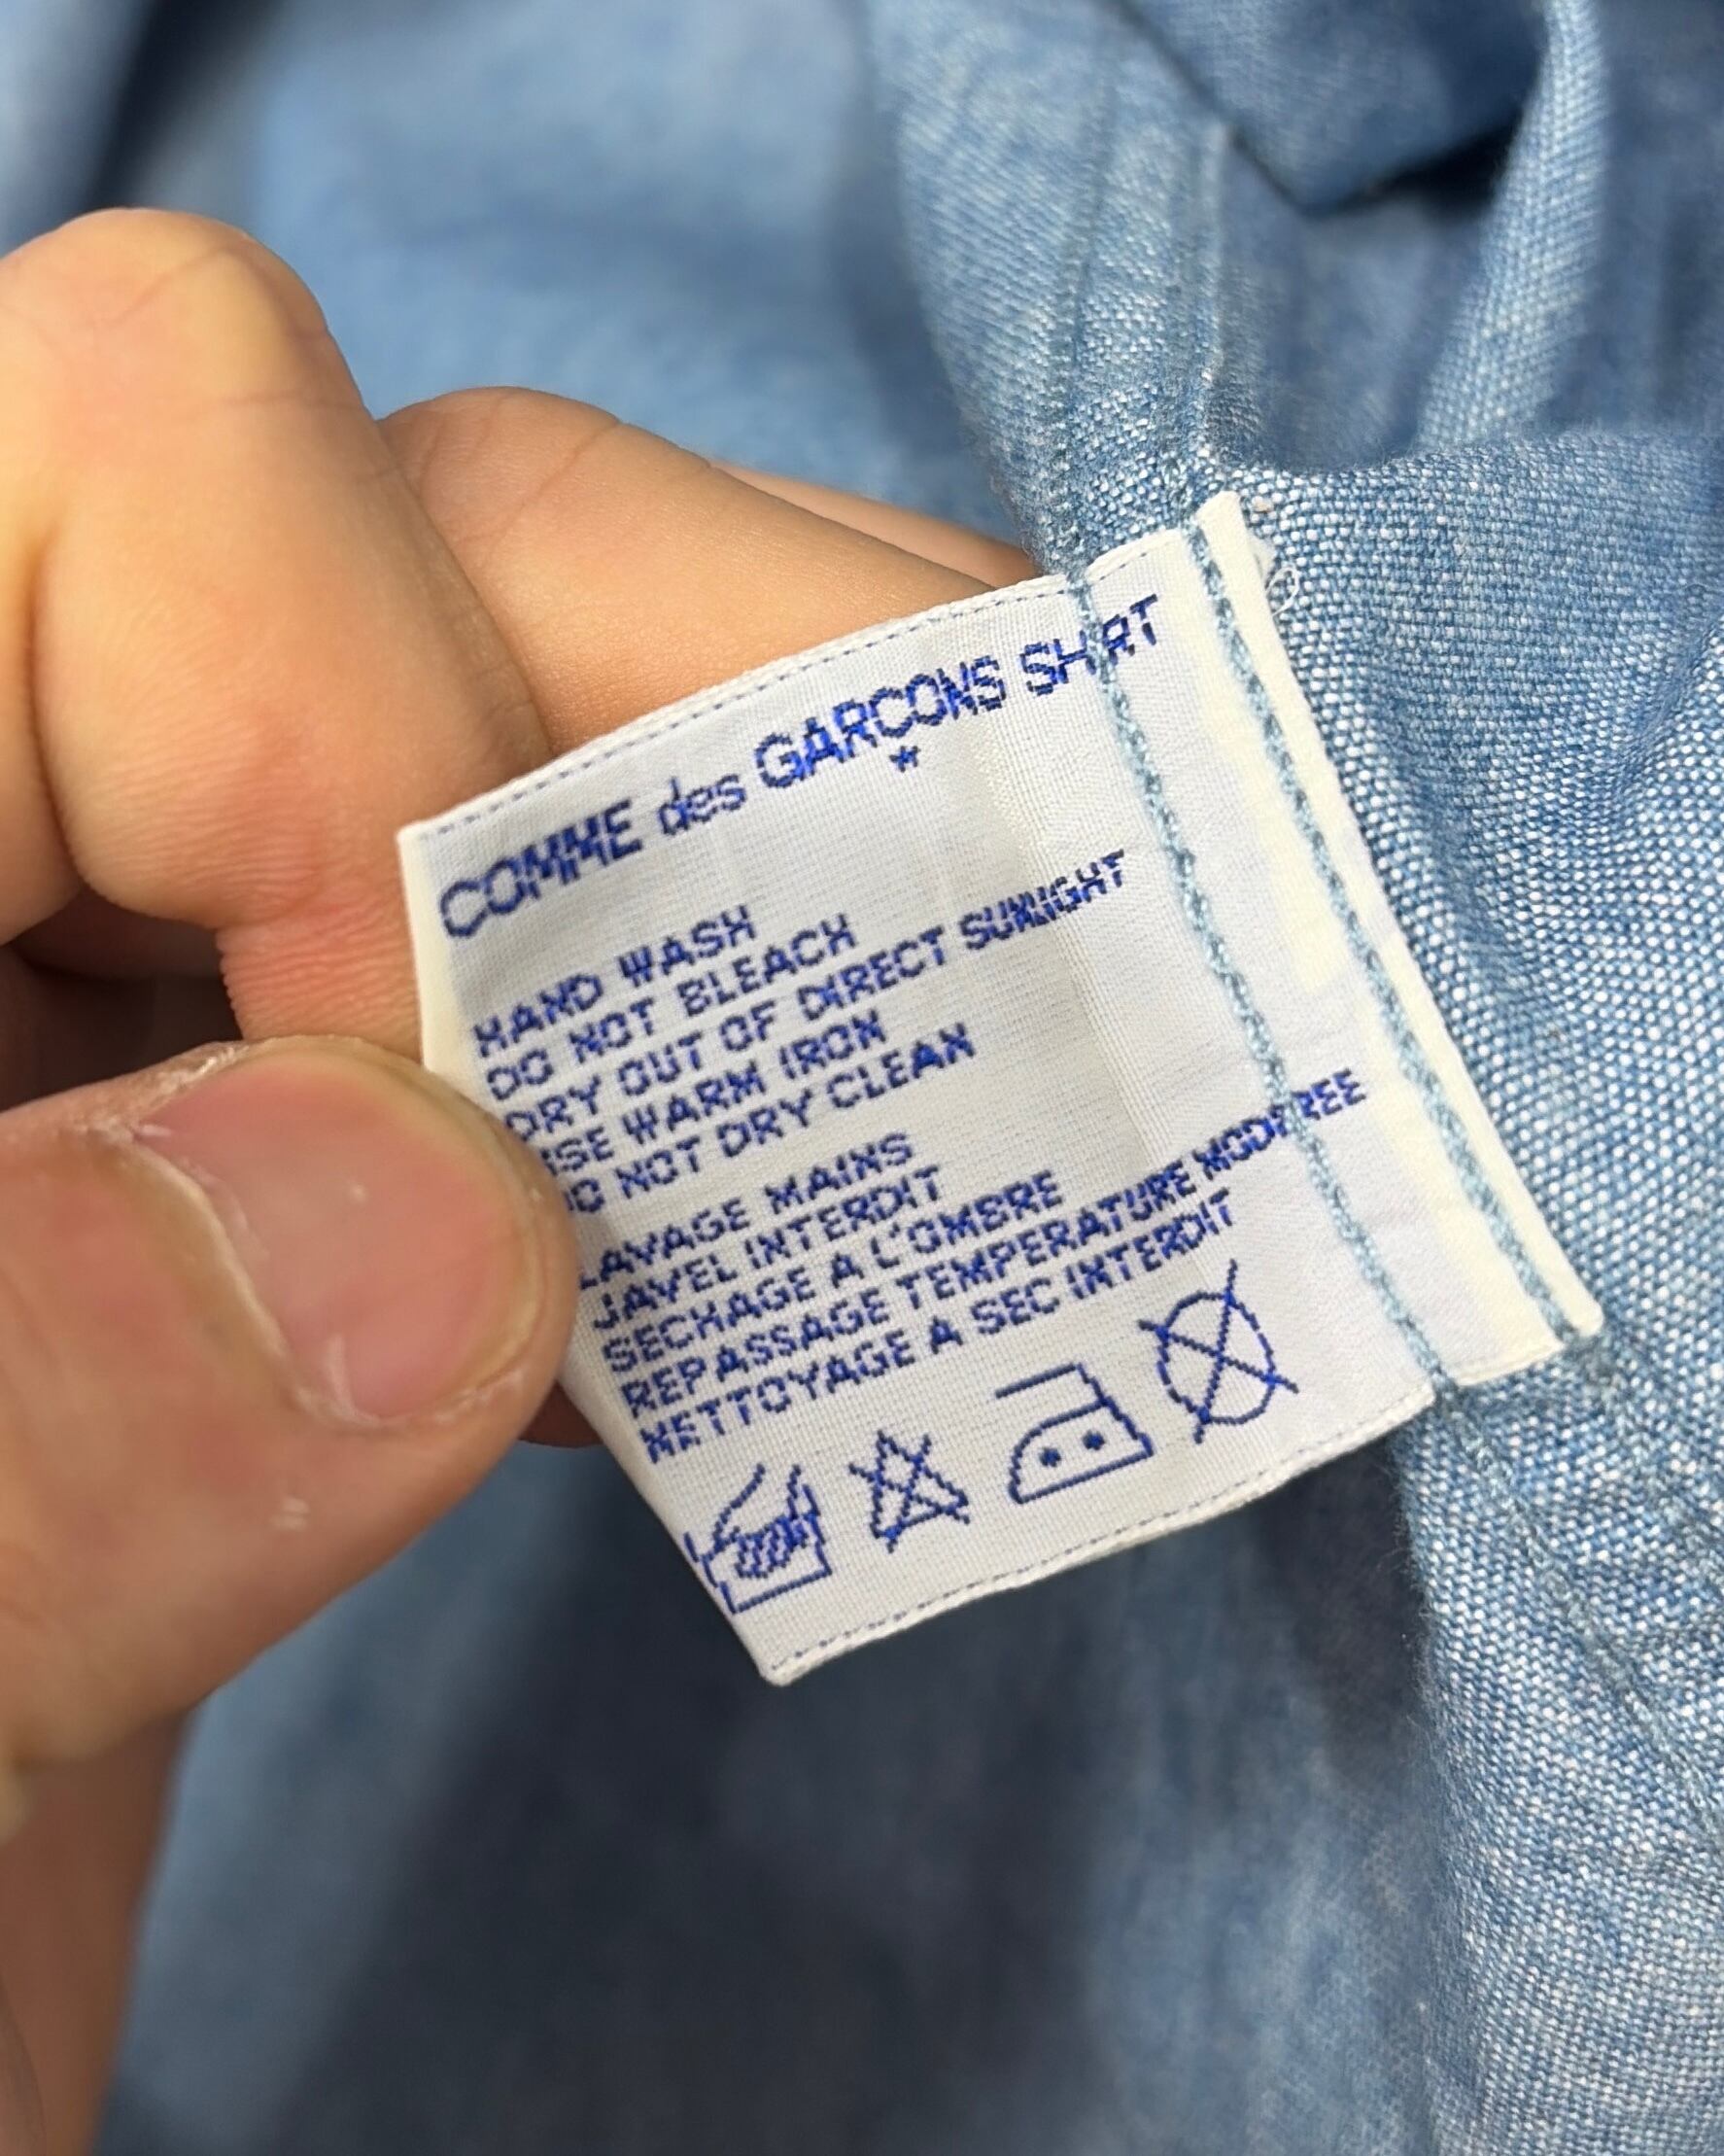 COMME des GARCONS SHIRT
*
HAND WASH
DO NOT BLEACH
DRY OUT OF DIRECT SUNLIGHT
USE WARM IRON
DO NOT DRY CLEAN
LAVAGE MAINS
JAVEL INTERDIT
SECHAGE A L'OMBRE
REPASSAGE TEMPERATURE MODEREE
NETTOYAGE A SEC INTERDIT